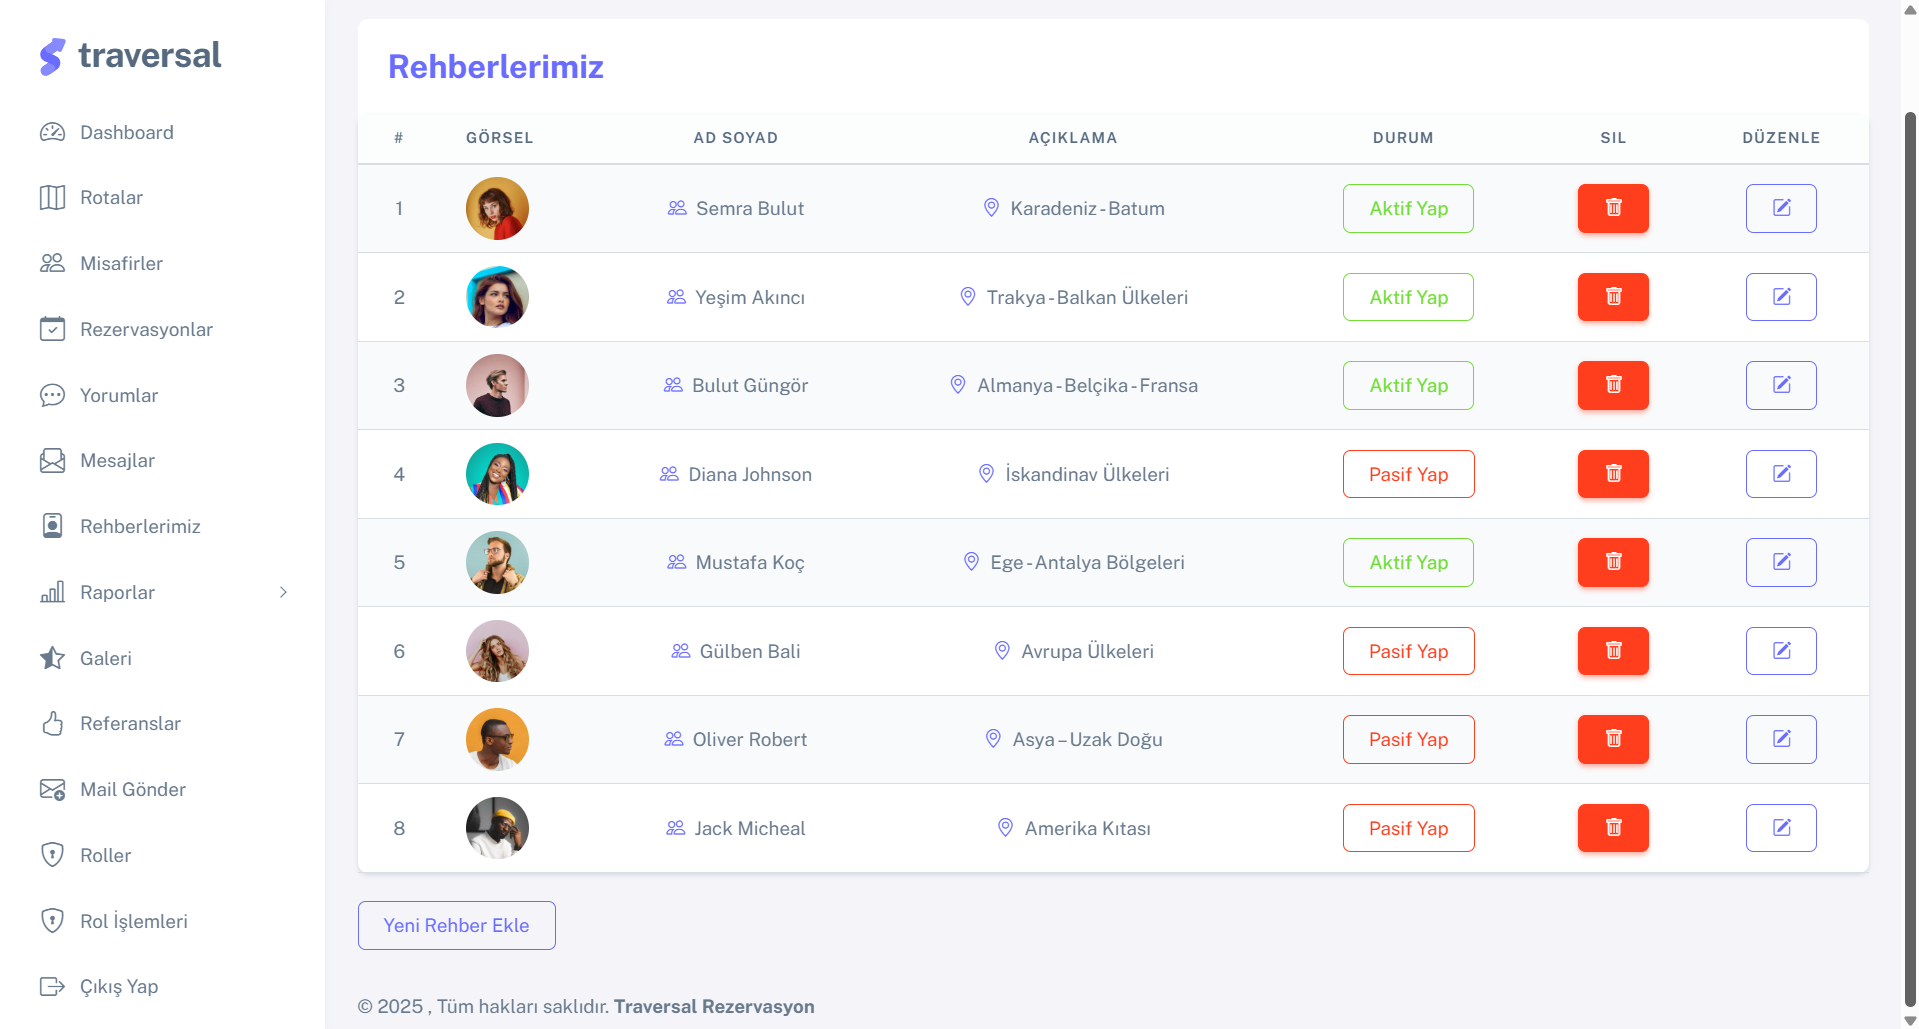 traversal
Dashboard
Rotalar
Misafirler
Rezervasyonlar
Yorumlar
Mesajlar
Rehberlerimiz
Raporlar
Galeri
Referanslar
Mail Gönder
Roller
Rol İşlemleri
Çıkış Yap
Rehberlerimiz
# GÖRSEL AD SOYAD AÇIKLAMA DURUM SIL DÜZENLE
1 Semra Bulut Karadeniz - Batum Aktif Yap
2 Yeşim Akıncı Trakya - Balkan Ülkeleri Aktif Yap
3 Bulut Güngör Almanya - Belçika - Fransa Aktif Yap
4 Diana Johnson İskandinav Ülkeleri Pasif Yap
5 Mustafa Koç Ege - Antalya Bölgeleri Aktif Yap
6 Gülben Bali Avrupa Ülkeleri Pasif Yap
7 Oliver Robert Asya – Uzak Doğu Pasif Yap
8 Jack Micheal Amerika Kıtası Pasif Yap
Yeni Rehber Ekle
© 2025 , Tüm hakları saklıdır. Traversal Rezervasyon